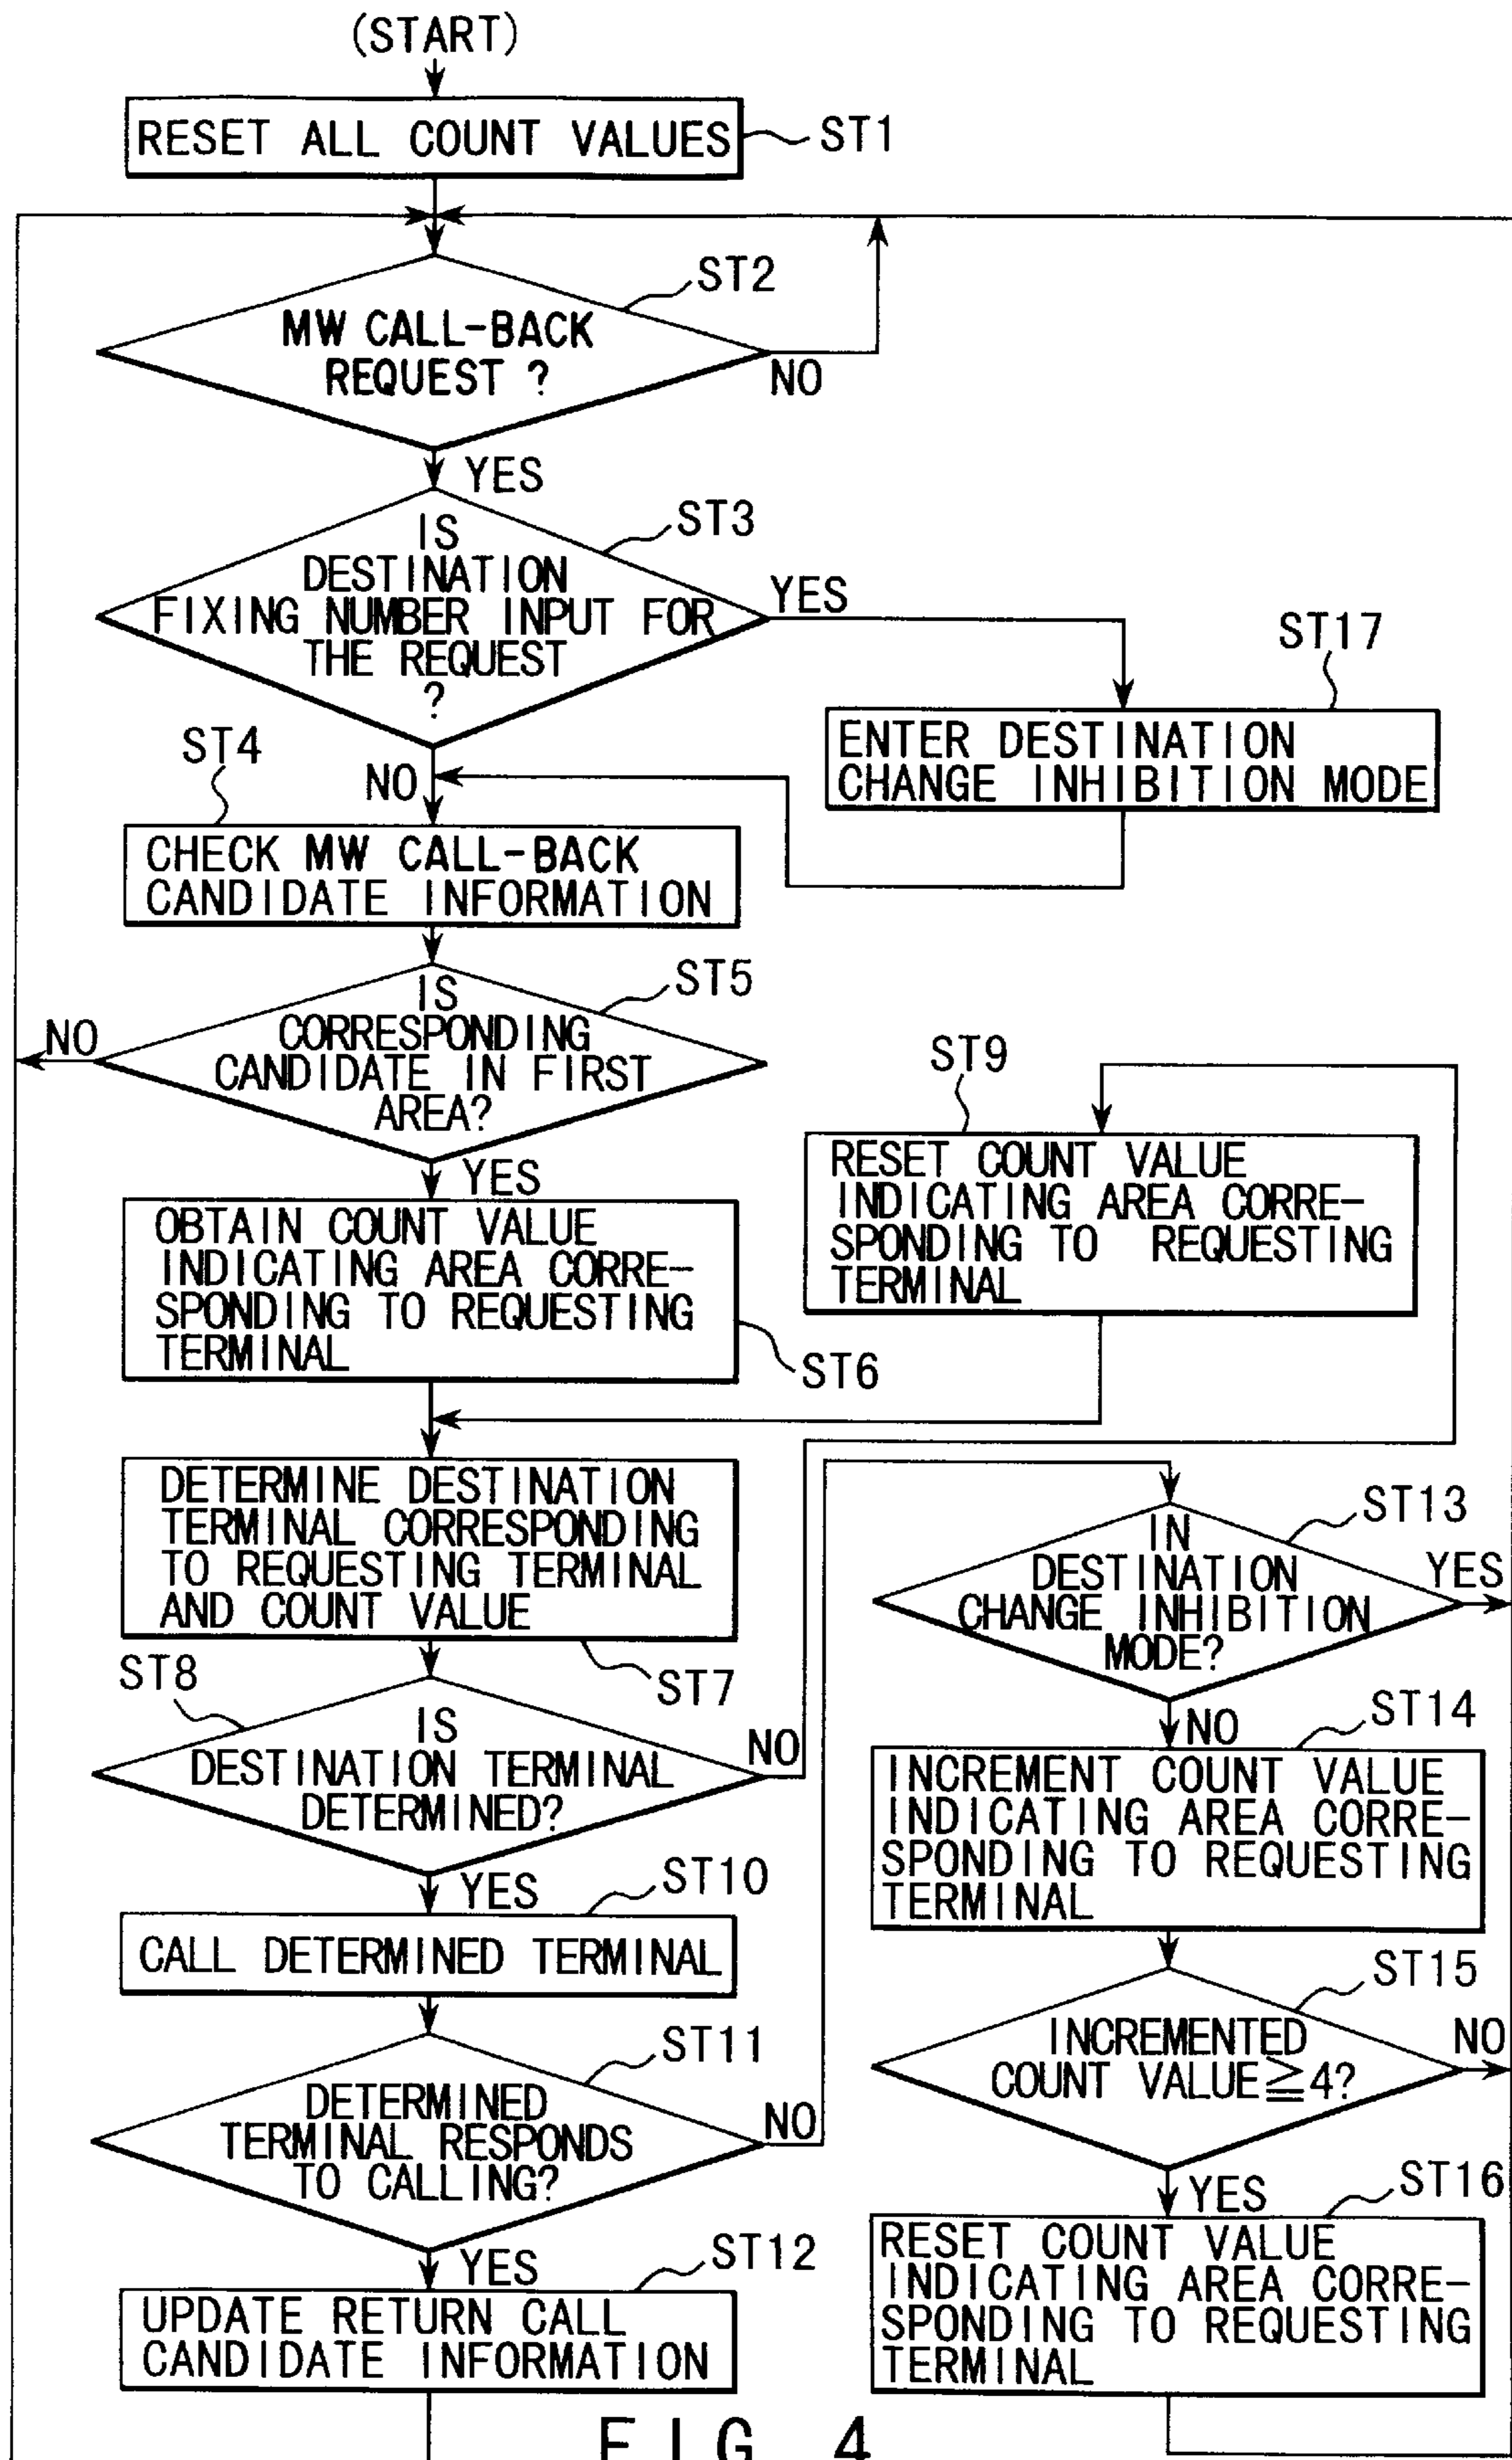 (START)
RESET ALL COUNT VALUES
ST1
ST2
MW CALL-BACK
REQUEST ?
NO
YES
ST3
IS
DESTINATION
FIXING NUMBER INPUT FOR
THE REQUEST
?
YES
ST17
ENTER DESTINATION
CHANGE INHIBITION MODE
NO
ST4
CHECK MW CALL-BACK
CANDIDATE INFORMATION
ST5
IS
CORRESPONDING
CANDIDATE IN FIRST
AREA?
NO
YES
OBTAIN COUNT VALUE
INDICATING AREA CORRE-
SPONDING TO REQUESTING
TERMINAL
ST6
ST9
RESET COUNT VALUE
INDICATING AREA CORRE-
SPONDING TO REQUESTING
TERMINAL
DETERMINE DESTINATION
TERMINAL CORRESPONDING
TO REQUESTING TERMINAL
AND COUNT VALUE
ST7
ST8
IS
DESTINATION TERMINAL
DETERMINED?
NO
YES
ST10
CALL DETERMINED TERMINAL
ST11
DETERMINED
TERMINAL RESPONDS
TO CALLING?
NO
YES
ST12
UPDATE RETURN CALL
CANDIDATE INFORMATION
ST13
IN
DESTINATION
CHANGE INHIBITION
MODE?
YES
NO
ST14
INCREMENT COUNT VALUE
INDICATING AREA CORRE-
SPONDING TO REQUESTING
TERMINAL
ST15
INCREMENTED
COUNT VALUE≧4?
NO
YES
ST16
RESET COUNT VALUE
INDICATING AREA CORRE-
SPONDING TO REQUESTING
TERMINAL
FIG. 4